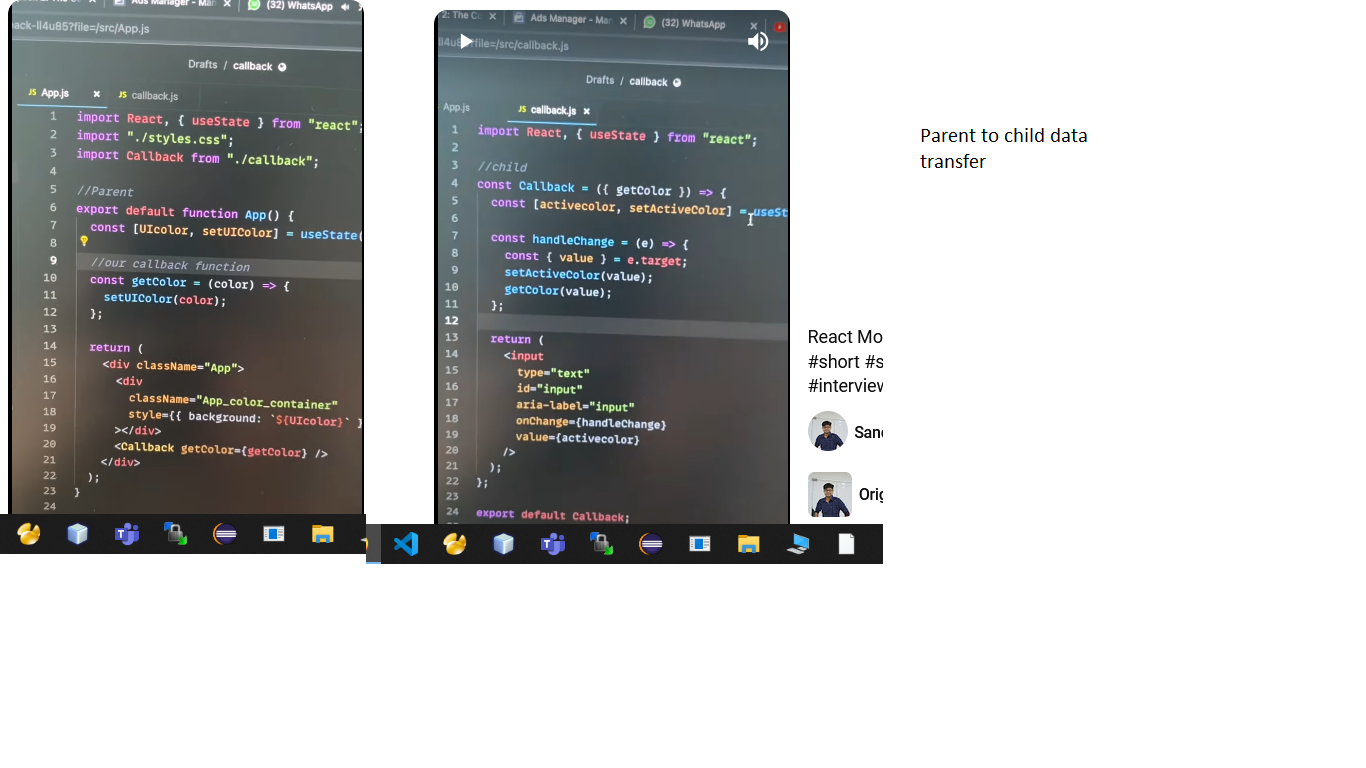 Ads Manager - Man
(32) WhatsApp
ack-ll4u85?file=/src/App.js
Drafts / callback
JS App.js
JS callback.js
1 import React, { useState } from "react";
2 import "./styles.css";
3 import Callback from "./callback";
4
5 //Parent
6 export default function App() {
7 const [UIcolor, setUIColor] = useState(
8
9 //our callback function
10 const getColor = (color) => {
11 setUIColor(color);
12 };
13
14 return (
15 <div className="App">
16 <div
17 className="App_color_container"
18 style={{ background: `${UIcolor}` }
19 ></div>
20 <Callback getColor={getColor} />
21 </div>
22 );
23 }
24
2: The Co
Ads Manager - Man
(32) WhatsApp
ll4u85?file=/src/callback.js
Drafts / callback
App.js
JS callback.js
1 import React, { useState } from "react";
2
3 //child
4 const Callback = ({ getColor }) => {
5 const [activecolor, setActiveColor] = useSt
6
7 const handleChange = (e) => {
8 const { value } = e.target;
9 setActiveColor(value);
10 getColor(value);
11 };
12
13 return (
14 <input
15 type="text"
16 id="input"
17 aria-label="input"
18 onChange={handleChange}
19 value={activecolor}
20 />
21 );
22 };
23
24 export default Callback;
Parent to child data
transfer
React Mo
#short #s
#interview
Sand
Orig